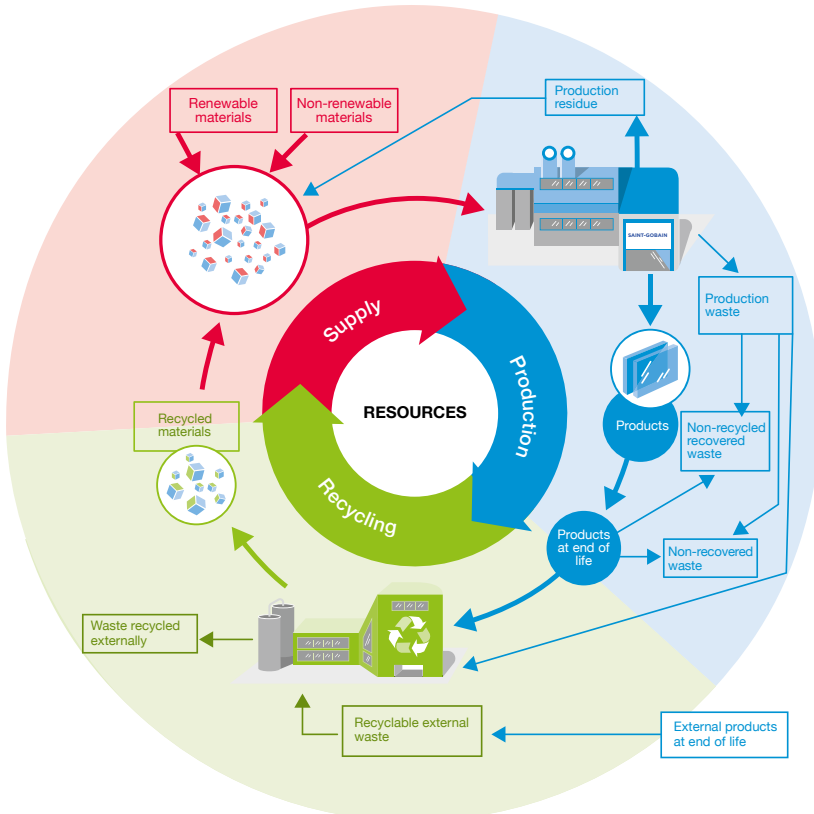 Production
residue
Renewable
materials
Non-renewable
materials
SAINT-GOBAIN
Production
waste
Supply
Production
RESOURCES
Recycling
Products
Non-recycled
recovered
waste
Recycled
materials
Products
at end of
life
Non-recovered
waste
Waste recycled
externally
Recyclable external
waste
External products
at end of life